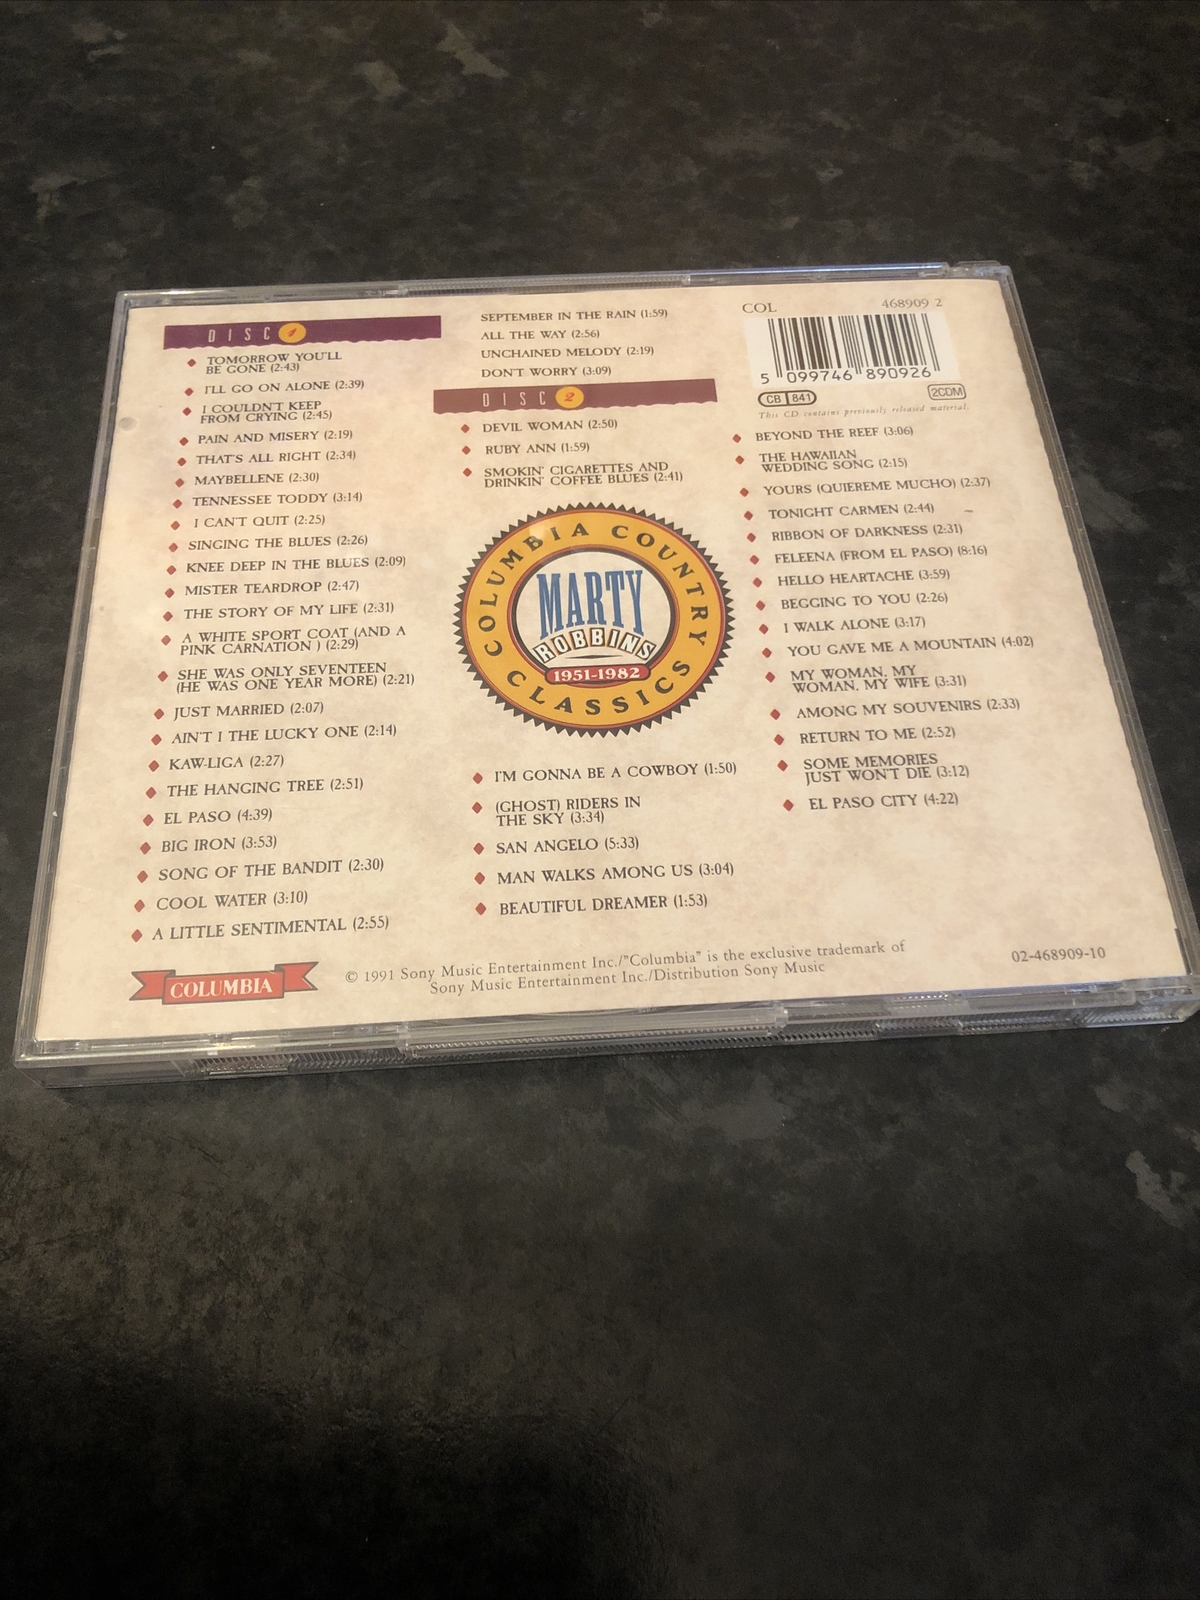 DISC 1
TOMORROW YOU'LL
BE GONE (2:43)
I'LL GO ON ALONE (2:39)
I COULDN'T KEEP
FROM CRYING (2:45)
PAIN AND MISERY (2:19)
THAT'S ALL RIGHT (2:34)
MAYBELLENE (2:30)
TENNESSEE TODDY (3:14)
I CAN'T QUIT (2:25)
SINGING THE BLUES (2:26)
KNEE DEEP IN THE BLUES (2:09)
MISTER TEARDROP (2:47)
THE STORY OF MY LIFE (2:31)
A WHITE SPORT COAT (AND A
PINK CARNATION ) (2:29)
SHE WAS ONLY SEVENTEEN
(HE WAS ONE YEAR MORE) (2:21)
JUST MARRIED (2:07)
AIN'T I THE LUCKY ONE (2:14)
KAW-LIGA (2:27)
THE HANGING TREE (2:51)
EL PASO (4:39)
BIG IRON (3:53)
SONG OF THE BANDIT (2:30)
COOL WATER (3:10)
A LITTLE SENTIMENTAL (2:55)
SEPTEMBER IN THE RAIN (1:59)
ALL THE WAY (2:56)
UNCHAINED MELODY (2:19)
DON'T WORRY (3:09)
DISC 2
DEVIL WOMAN (2:50)
RUBY ANN (1:59)
SMOKIN' CIGARETTES AND
DRINKIN' COFFEE BLUES (2:41)
COLUMBIA COUNTRY
MARTY
ROBBINS
1951-1982
CLASSICS
I'M GONNA BE A COWBOY (1:50)
(GHOST) RIDERS IN
THE SKY (3:34)
SAN ANGELO (5:33)
MAN WALKS AMONG US (3:04)
BEAUTIFUL DREAMER (1:53)
COL 468909 2
5 099746 890926
CB 841
2CDM
This CD contains previously released material.
BEYOND THE REEF (3:06)
THE HAWAIIAN
WEDDING SONG (2:15)
YOURS (QUIEREME MUCHO) (2:37)
TONIGHT CARMEN (2:44)
RIBBON OF DARKNESS (2:31)
FELEENA (FROM EL PASO) (8:16)
HELLO HEARTACHE (3:59)
BEGGING TO YOU (2:26)
I WALK ALONE (3:17)
YOU GAVE ME A MOUNTAIN (4:02)
MY WOMAN, MY
WOMAN, MY WIFE (3:31)
AMONG MY SOUVENIRS (2:33)
RETURN TO ME (2:52)
SOME MEMORIES
JUST WON'T DIE (3:12)
EL PASO CITY (4:22)
COLUMBIA
© 1991 Sony Music Entertainment Inc./"Columbia" is the exclusive trademark of
Sony Music Entertainment Inc./Distribution Sony Music
02-468909-10